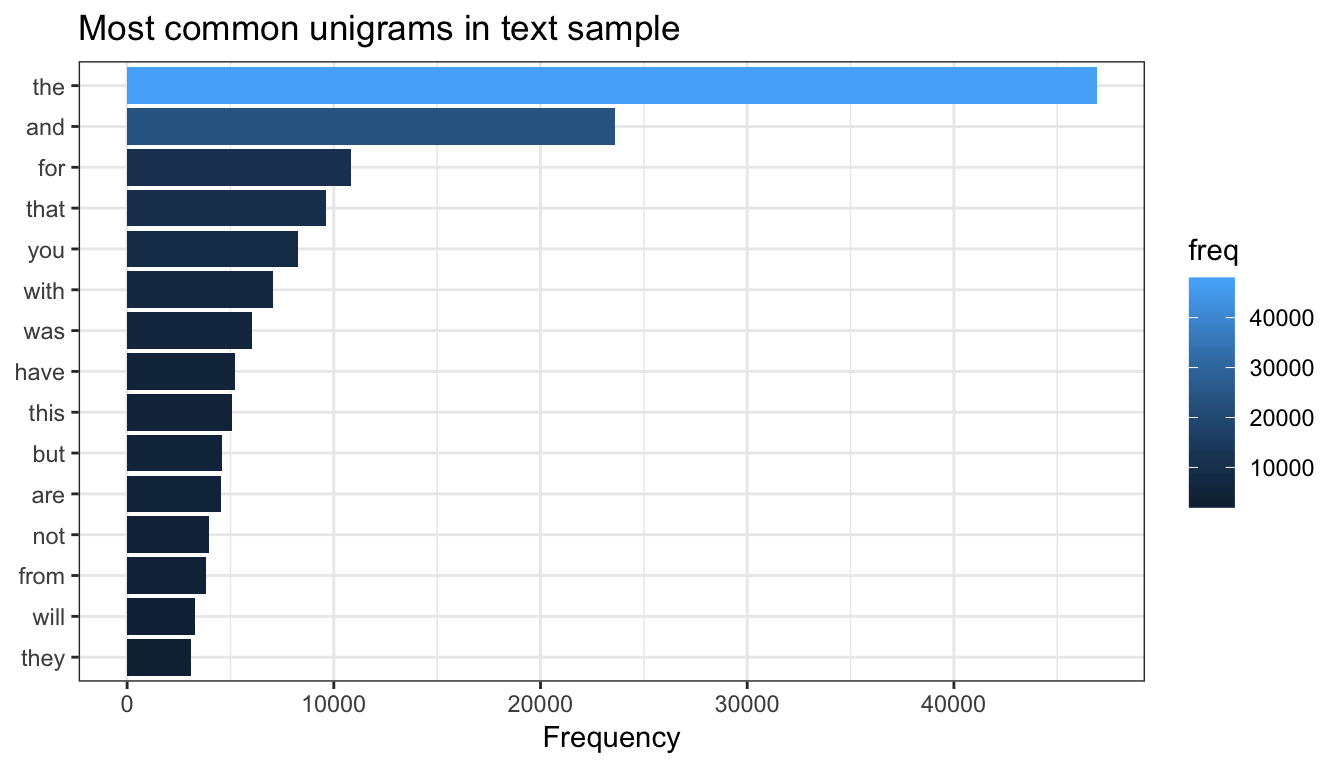 Most common unigrams in text sample
the
and
for
that
you
with
was
have
this
but
are
not
from
will
they
0 10000 20000 30000 40000
Frequency
freq
40000
30000
20000
10000